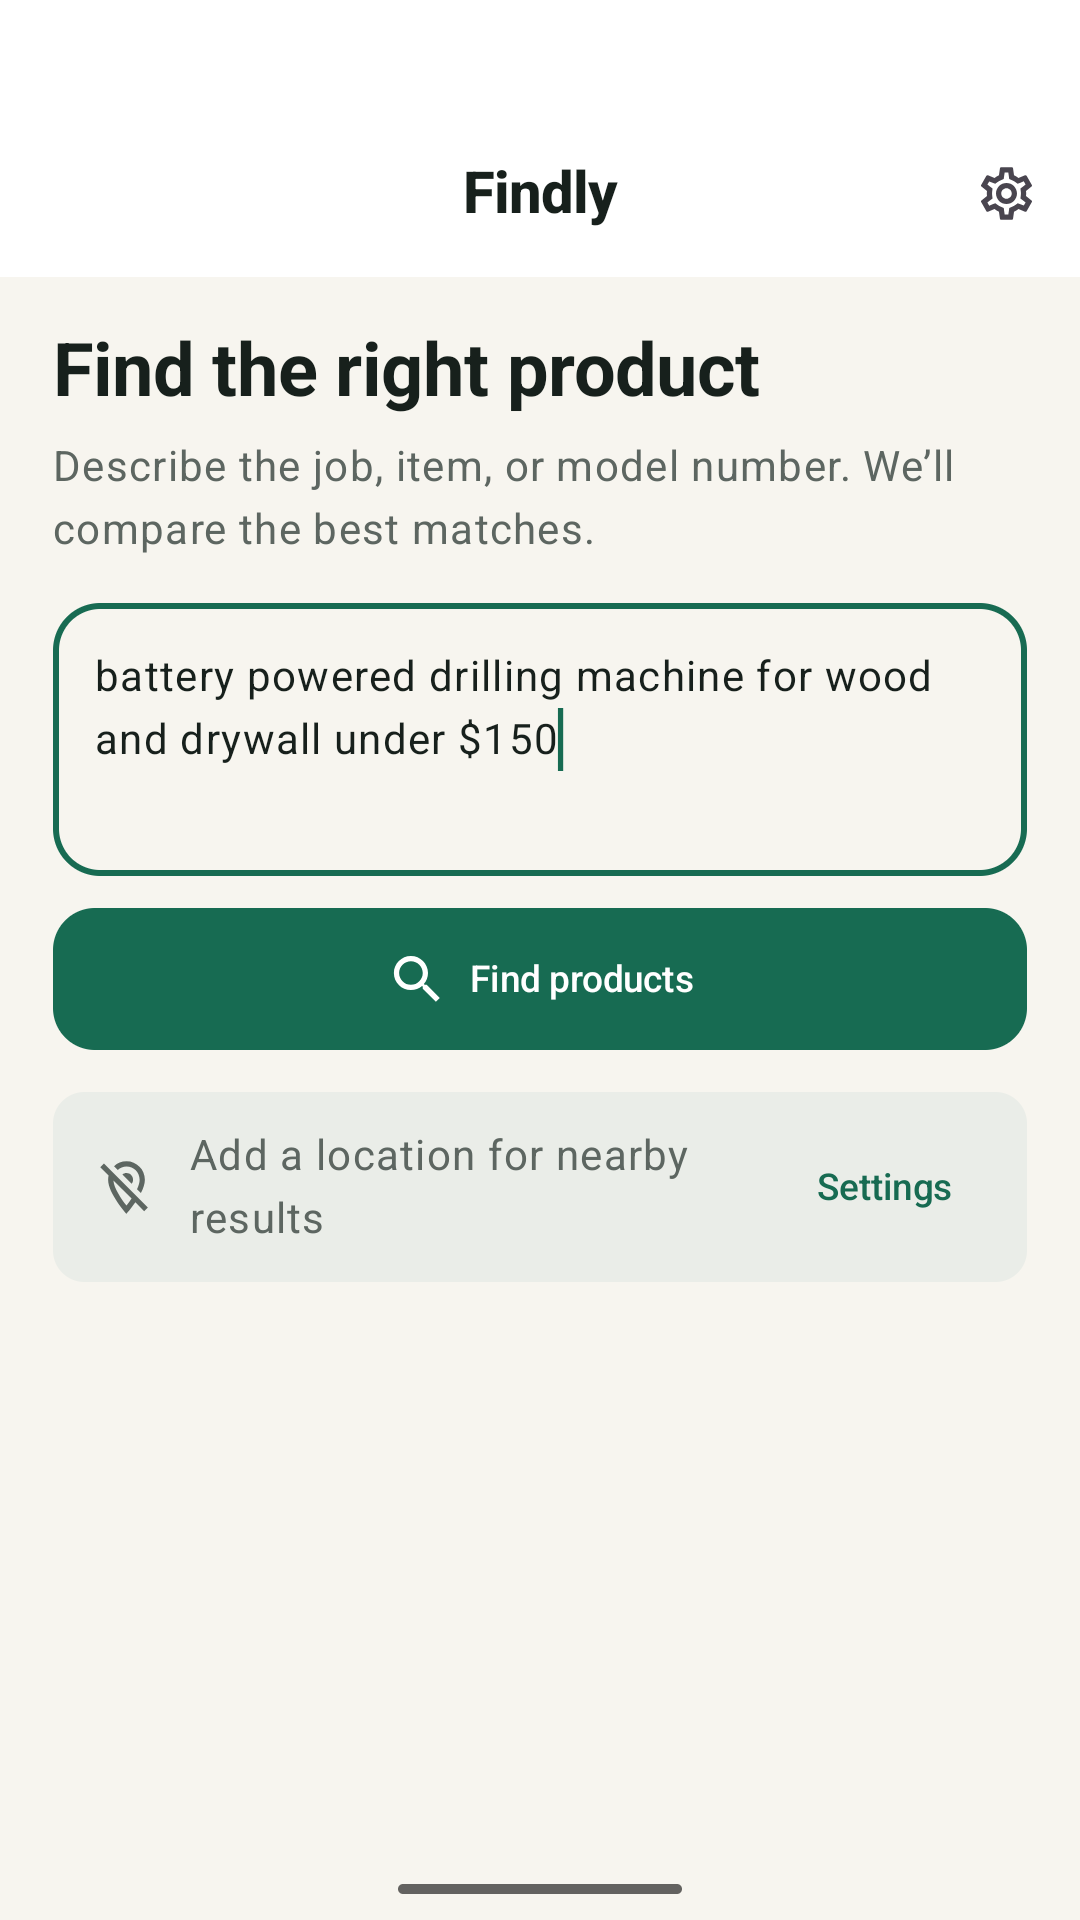 Findly
Find the right product
Describe the job, item, or model number. We’ll
compare the best matches.
battery powered drilling machine for wood
and drywall under $150
Find products
Add a location for nearby
results
Settings